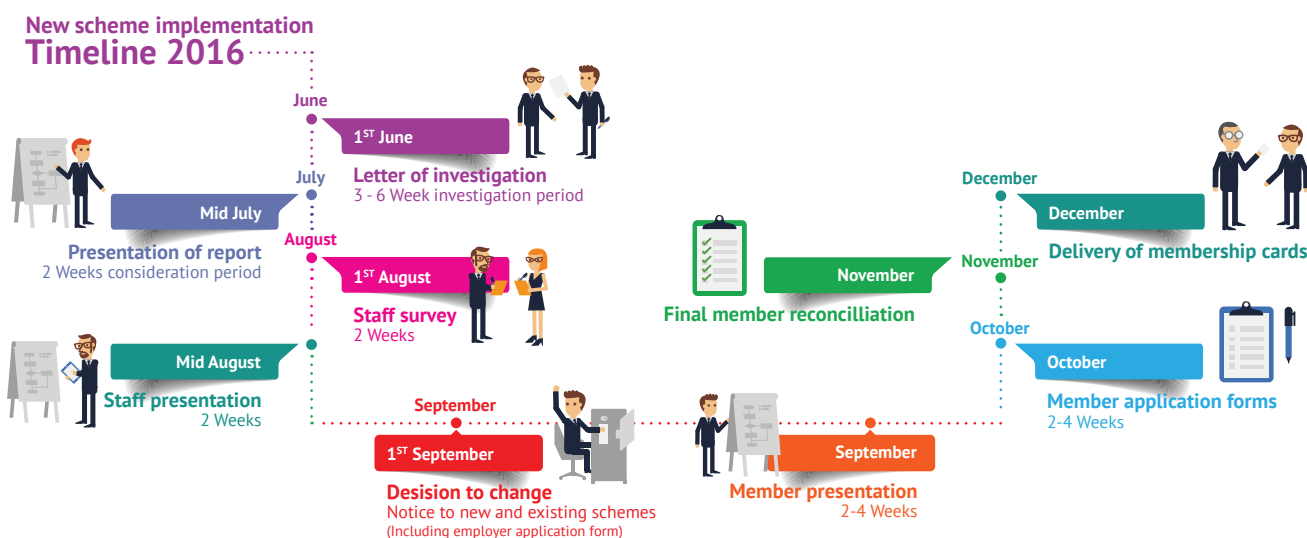 New scheme implementation
Timeline 2016
June
1ST June
Letter of investigation
3 - 6 Week investigation period
July
Mid July
Presentation of report
2 Weeks consideration period
August
1ST August
Staff survey
2 Weeks
Mid August
Staff presentation
2 Weeks
September
1ST September
Desision to change
Notice to new and existing schemes
(Including employer application form)
September
Member presentation
2-4 Weeks
October
October
Member application forms
2-4 Weeks
November
November
Final member reconcilliation
December
December
Delivery of membership cards